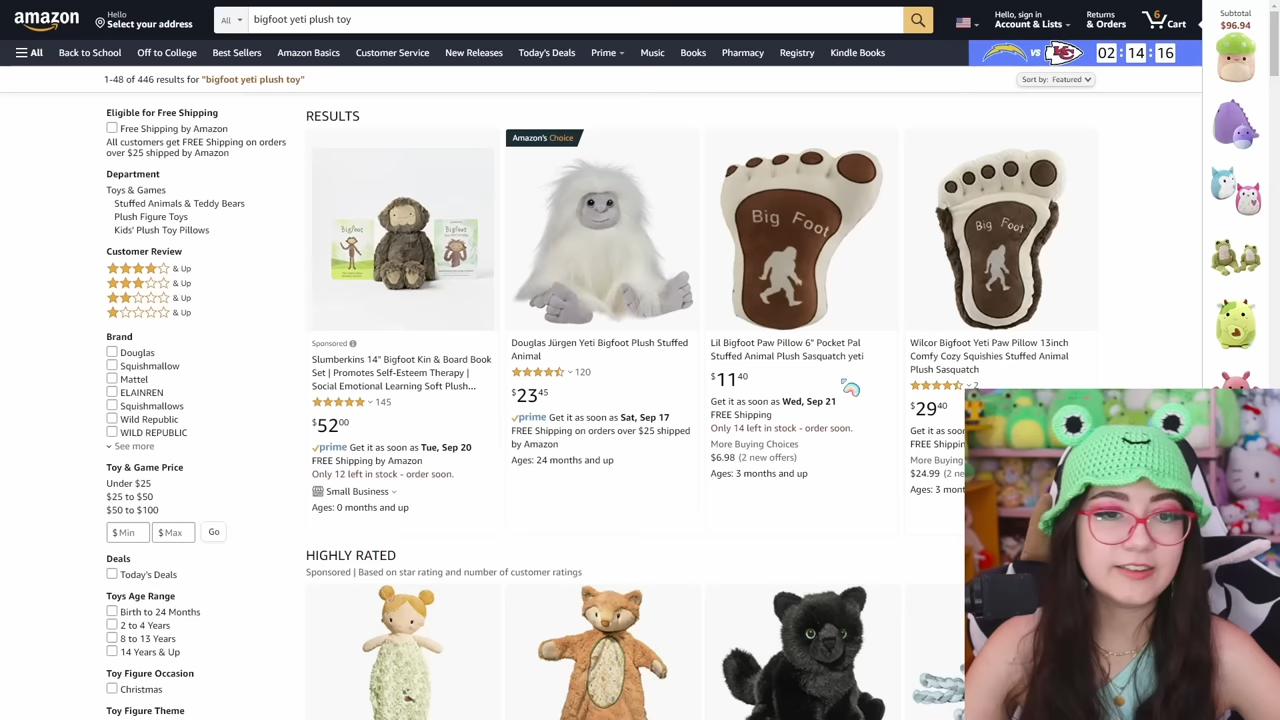 amazon
Hello
Select your address
All
bigfoot yeti plush toy
Hello, sign in
Account & Lists
Returns
& Orders
6
Cart
Subtotal
$96.94
All
Back to School
Off to College
Best Sellers
Amazon Basics
Customer Service
New Releases
Today's Deals
Prime
Music
Books
Pharmacy
Registry
Kindle Books
VS
02:14:16
1-48 of 446 results for "bigfoot yeti plush toy"
Sort by: Featured
Eligible for Free Shipping
Free Shipping by Amazon
All customers get FREE Shipping on orders
over $25 shipped by Amazon
Department
Toys & Games
Stuffed Animals & Teddy Bears
Plush Figure Toys
Kids' Plush Toy Pillows
Customer Review
& Up
& Up
& Up
& Up
Brand
Douglas
Squishmallow
Mattel
ELAINREN
Squishmallows
Wild Republic
WILD REPUBLIC
See more
Toy & Game Price
Under $25
$25 to $50
$50 to $100
$ Min
$ Max
Go
Deals
Today's Deals
Toys Age Range
Birth to 24 Months
2 to 4 Years
8 to 13 Years
14 Years & Up
Toy Figure Occasion
Christmas
Toy Figure Theme
RESULTS
Bigfoot
Bigfoot
Sponsored
Slumberkins 14" Bigfoot Kin & Board Book
Set | Promotes Self-Esteem Therapy |
Social Emotional Learning Soft Plush...
145
$52 00
prime Get it as soon as Tue, Sep 20
FREE Shipping by Amazon
Only 12 left in stock - order soon.
Small Business
Ages: 0 months and up
Amazon's Choice
Douglas Jürgen Yeti Bigfoot Plush Stuffed
Animal
120
$23 45
prime Get it as soon as Sat, Sep 17
FREE Shipping on orders over $25 shipped
by Amazon
Ages: 24 months and up
Big Foot
Lil Bigfoot Paw Pillow 6" Pocket Pal
Stuffed Animal Plush Sasquatch yeti
$11 40
Get it as soon as Wed, Sep 21
FREE Shipping
Only 14 left in stock - order soon.
More Buying Choices
$6.98 (2 new offers)
Ages: 3 months and up
Big Foot
Wilcor Bigfoot Yeti Paw Pillow 13inch
Comfy Cozy Squishies Stuffed Animal
Plush Sasquatch
2
$29 40
Get it as soon
FREE Shippin
More Buying
$24.99 (2 ne
Ages: 3 mont
HIGHLY RATED
Sponsored | Based on star rating and number of customer ratings